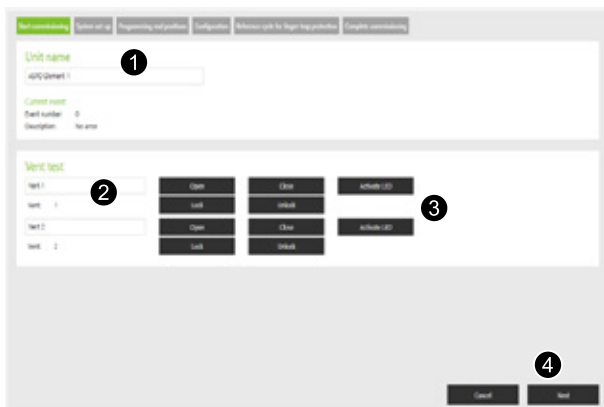 Start commissioning System set-up Programming end positions Configuration Reference cycle for finger trap protection Complete commissioning
Unit name
1
Current event
Event number: 0
Description: No error
Vent test
Vent 1
2
Open Close Activate LED
Vent: 1 Lock Unlock
3
Vent 2 Open Close Activate LED
Vent: 2 Lock Unlock
4
Cancel Next